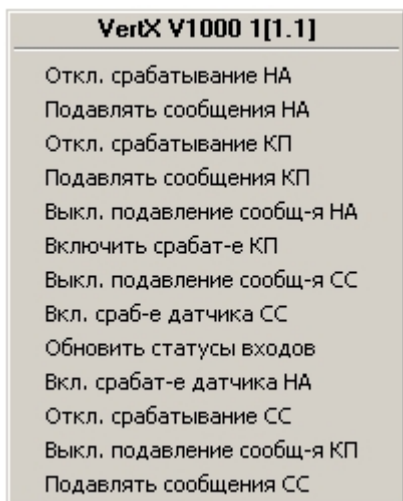 VertX V1000 1[1.1]
Откл. срабатывание НА
Подавлять сообщения НА
Откл. срабатывание КП
Подавлять сообщения КП
Выкл. подавление сообщ-я НА
Включить срабат-е КП
Выкл. подавление сообщ-я СС
Вкл. сраб-е датчика СС
Обновить статусы входов
Вкл. срабат-е датчика НА
Откл. срабатывание СС
Выкл. подавление сообщ-я КП
Подавлять сообщения СС